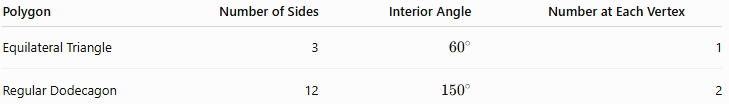 Polygon Number of Sides Interior Angle Number at Each Vertex
Equilateral Triangle 3 60° 1
Regular Dodecagon 12 150° 2